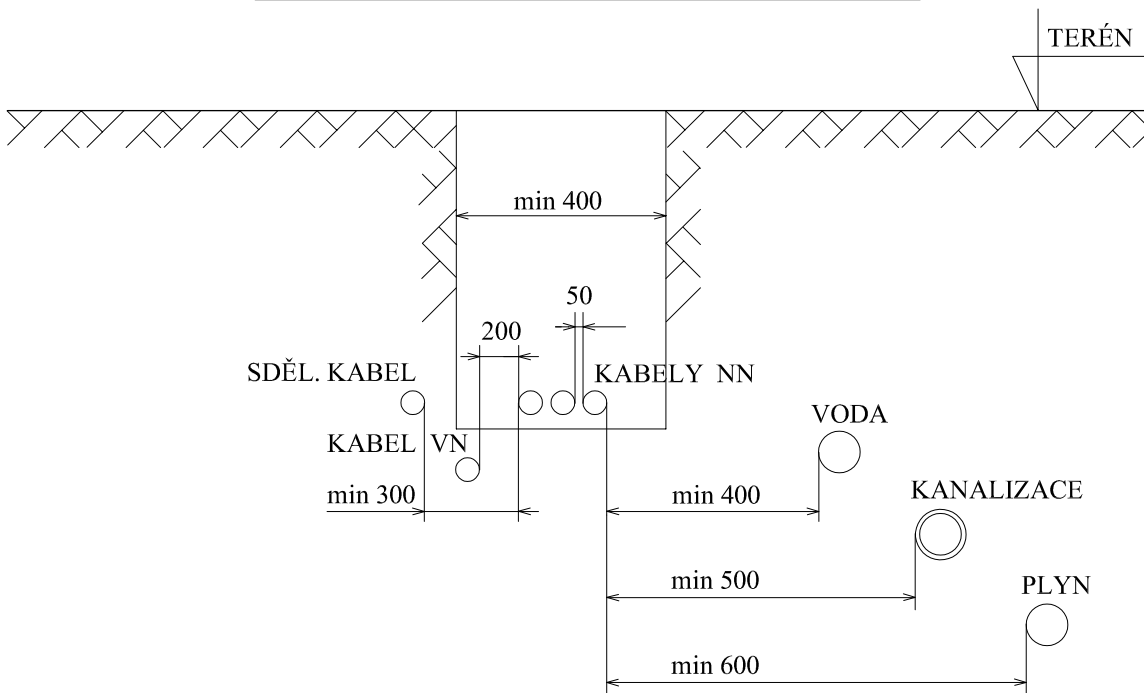 TERÉN
min 400
50
200
SDĚL. KABEL
KABELY NN
VODA
KABEL VN
min 300
min 400
KANALIZACE
min 500
PLYN
min 600